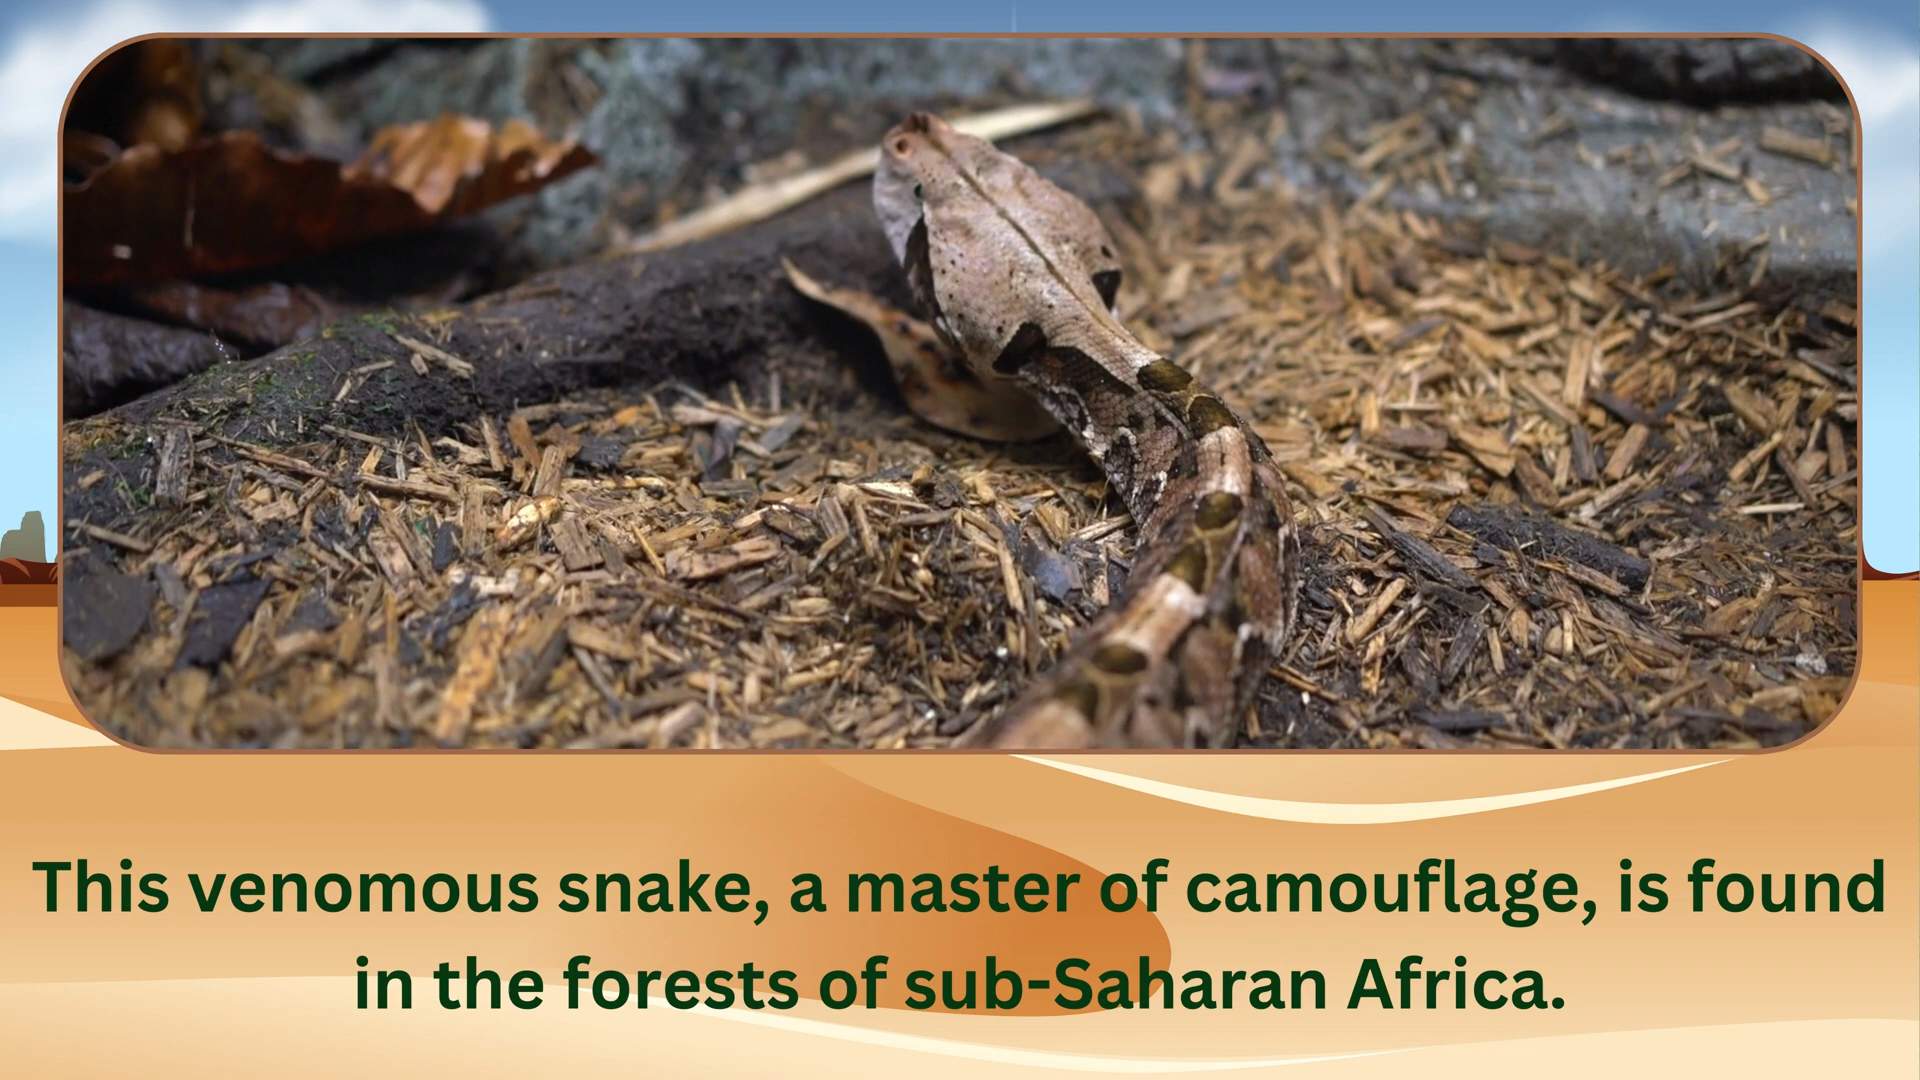 This venomous snake, a master of camouflage, is found
in the forests of sub-Saharan Africa.